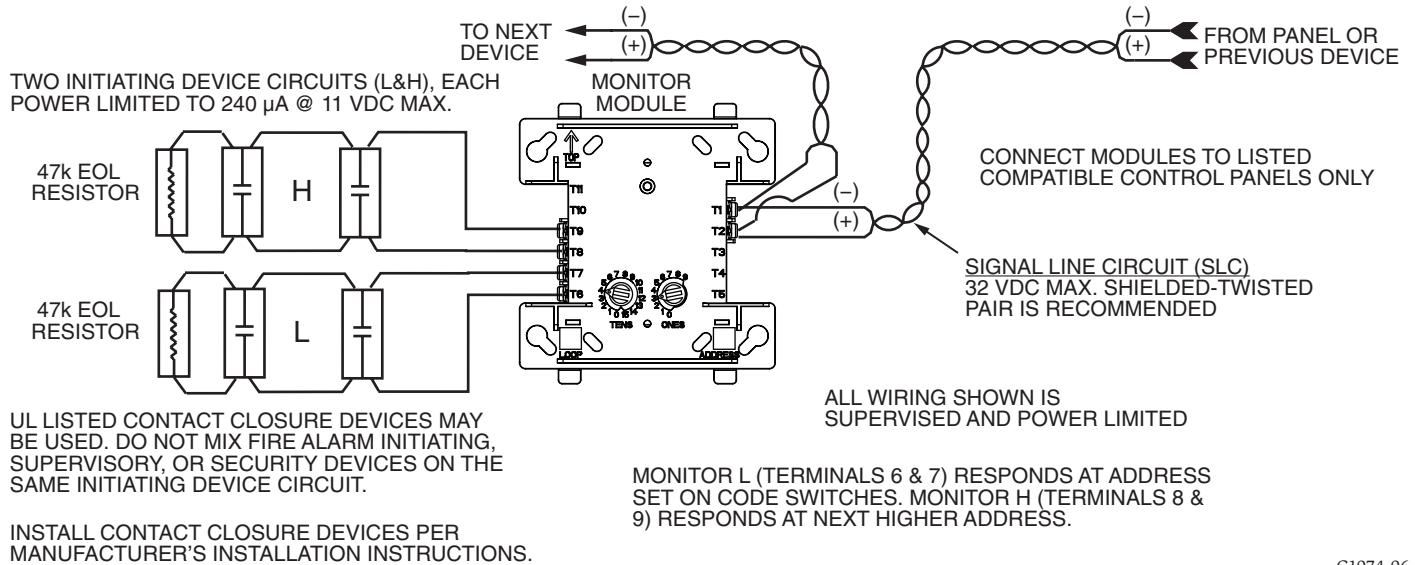 TO NEXT
DEVICE
(–)
(+)
(–)
(+)
FROM PANEL OR
PREVIOUS DEVICE
TWO INITIATING DEVICE CIRCUITS (L&H), EACH
POWER LIMITED TO 240 µA @ 11 VDC MAX.
MONITOR
MODULE
47k EOL
RESISTOR
H
TOP
T11
T10
T9
T8
T7
T6
T1
T2
T3
T4
T5
(–)
(+)
CONNECT MODULES TO LISTED
COMPATIBLE CONTROL PANELS ONLY
SIGNAL LINE CIRCUIT (SLC)
32 VDC MAX. SHIELDED-TWISTED
PAIR IS RECOMMENDED
47k EOL
RESISTOR
L
TENS
ONES
LOOP
ADDRESS
ALL WIRING SHOWN IS
SUPERVISED AND POWER LIMITED
UL LISTED CONTACT CLOSURE DEVICES MAY
BE USED. DO NOT MIX FIRE ALARM INITIATING,
SUPERVISORY, OR SECURITY DEVICES ON THE
SAME INITIATING DEVICE CIRCUIT.
MONITOR L (TERMINALS 6 & 7) RESPONDS AT ADDRESS
SET ON CODE SWITCHES. MONITOR H (TERMINALS 8 &
9) RESPONDS AT NEXT HIGHER ADDRESS.
INSTALL CONTACT CLOSURE DEVICES PER
MANUFACTURER'S INSTALLATION INSTRUCTIONS.